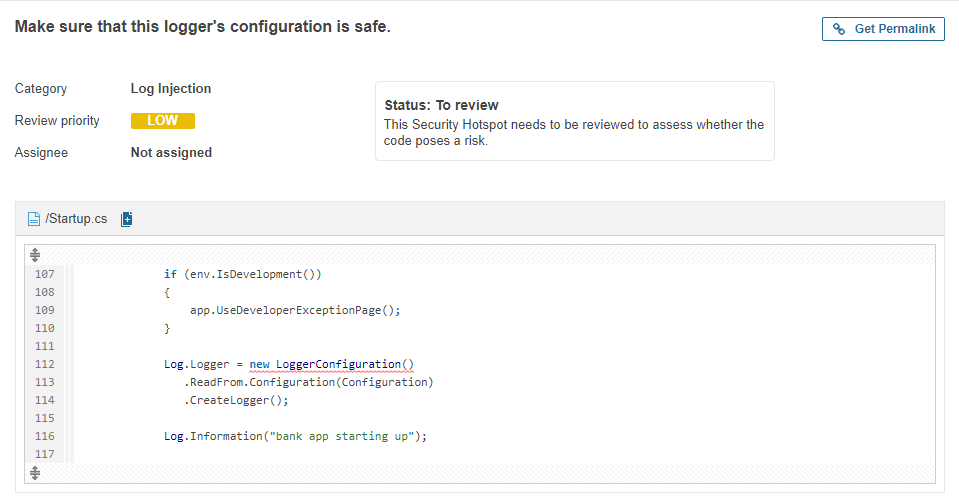 Make sure that this logger's configuration is safe.
Get Permalink
Category Log Injection
Review priority LOW
Assignee Not assigned
Status: To review
This Security Hotspot needs to be reviewed to assess whether the
code poses a risk.
/Startup.cs
107 if (env.IsDevelopment())
108 {
109 app.UseDeveloperExceptionPage();
110 }
111
112 Log.Logger = new LoggerConfiguration()
113 .ReadFrom.Configuration(Configuration)
114 .CreateLogger();
115
116 Log.Information("bank app starting up");
117